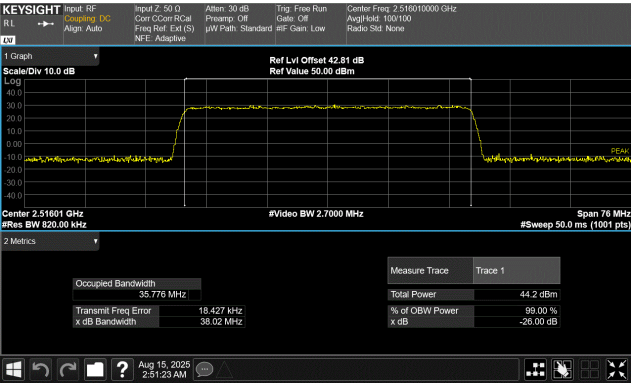 KEYSIGHT
Input: RF
Input Z: 50 Ω
Atten: 30 dB
Trig: Free Run
Center Freq: 2.516010000 GHz
RL
Coupling: DC
Corr CCorr RCal
Preamp: Off
Gate: Off
Avg|Hold: 100/100
Align: Auto
Freq Ref: Ext (S)
µW Path: Standard
#IF Gain: Low
Radio Std: None
NFE: Adaptive
LXI
1 Graph
Ref Lvl Offset 42.81 dB
Scale/Div 10.0 dB
Ref Value 50.00 dBm
Log
40.0
30.0
20.0
10.0
0.00
-10.0
-20.0
-30.0
-40.0
PEAK
Center 2.51601 GHz
#Video BW 2.7000 MHz
Span 76 MHz
#Res BW 820.00 kHz
#Sweep 50.0 ms (1001 pts)
2 Metrics
Occupied Bandwidth
35.776 MHz
Transmit Freq Error
18.427 kHz
x dB Bandwidth
38.02 MHz
Measure Trace
Trace 1
Total Power
44.2 dBm
% of OBW Power
99.00 %
x dB
-26.00 dB
?
Aug 15, 2025
2:51:23 AM